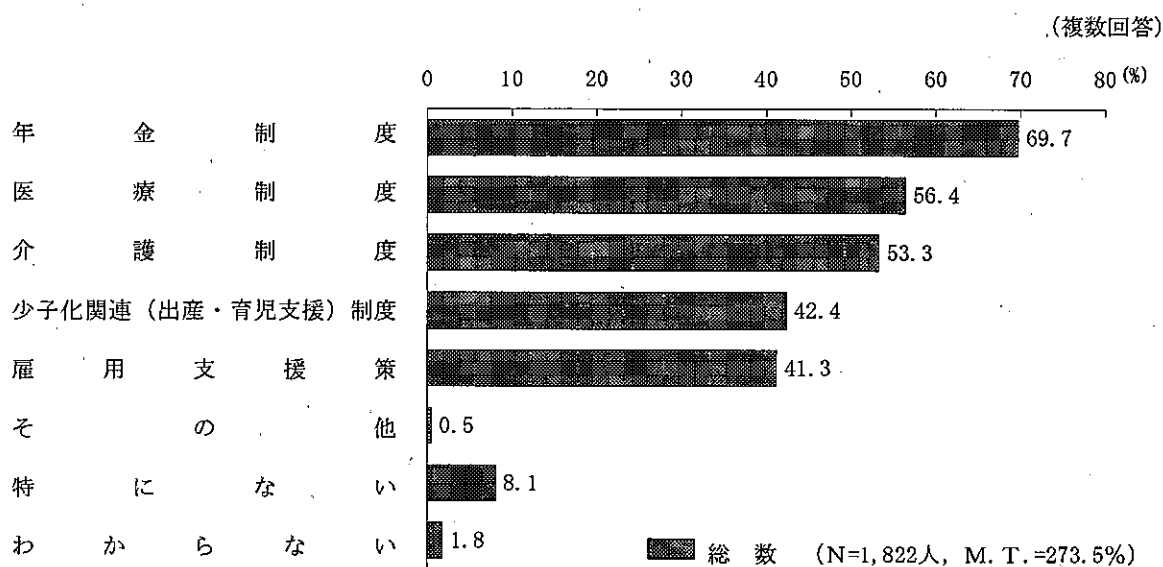 (複数回答)
0 10 20 30 40 50 60 70 80 (%)
年金制度 69.7
医療制度 56.4
介護制度 53.3
少子化関連(出産・育児支援)制度 42.4
雇用支援策 41.3
その他 0.5
特にない 8.1
わからない 1.8
総数 (N=1,822人, M.T.=273.5%)